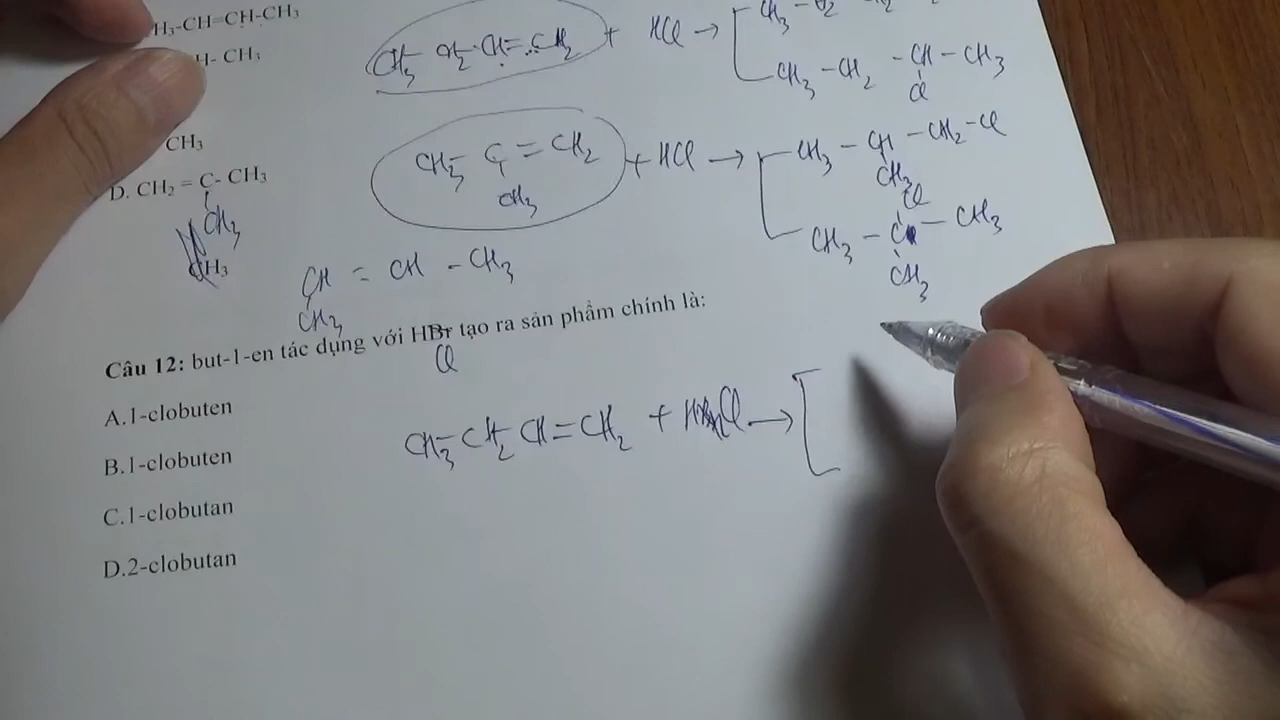 H₃-CH=CH-CH₃
H- CH₃
CH₃
D. CH₂ = C- CH₃
CH₃
CH₃
CH₃ CH₂ CH = CH₂ + HCl →
CH₃ -
CH₃ - CH₂ - CH - CH₃
Cl
CH₃ C = CH₂ + HCl →
CH₃
CH₃ - CH - CH₂ - Cl
CH₃
Cl
CH₃ - C - CH₃
CH₃
CH = CH - CH₃
CH₃
Câu 12: but-1-en tác dụng với HBr tạo ra sản phẩm chính là:
Cl
A.1-clobuten
CH₃ CH₂ CH = CH₂ + HCl →
B.1-clobuten
C.1-clobutan
D.2-clobutan